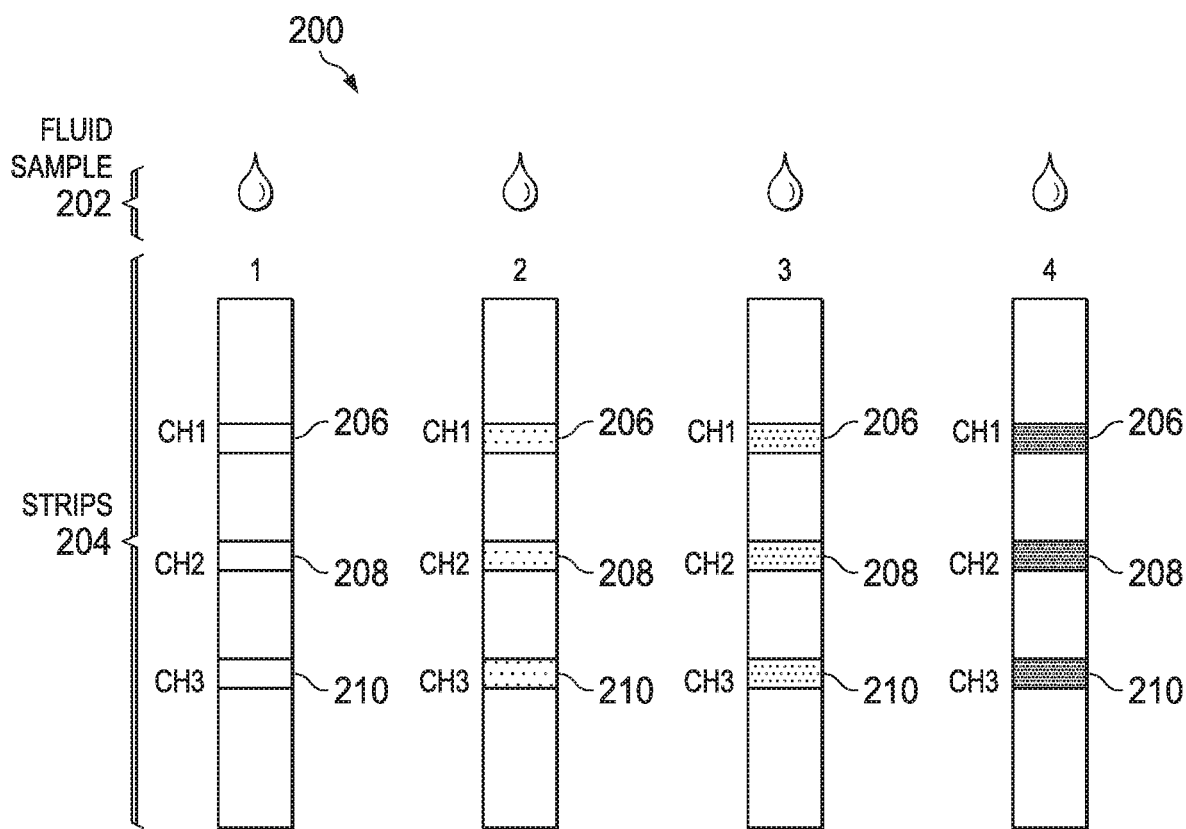 200
FLUID
SAMPLE
202
1 2 3 4
CH1 206 CH1 206 CH1 206 CH1 206
STRIPS
204
CH2 208 CH2 208 CH2 208 CH2 208
CH3 210 CH3 210 CH3 210 CH3 210